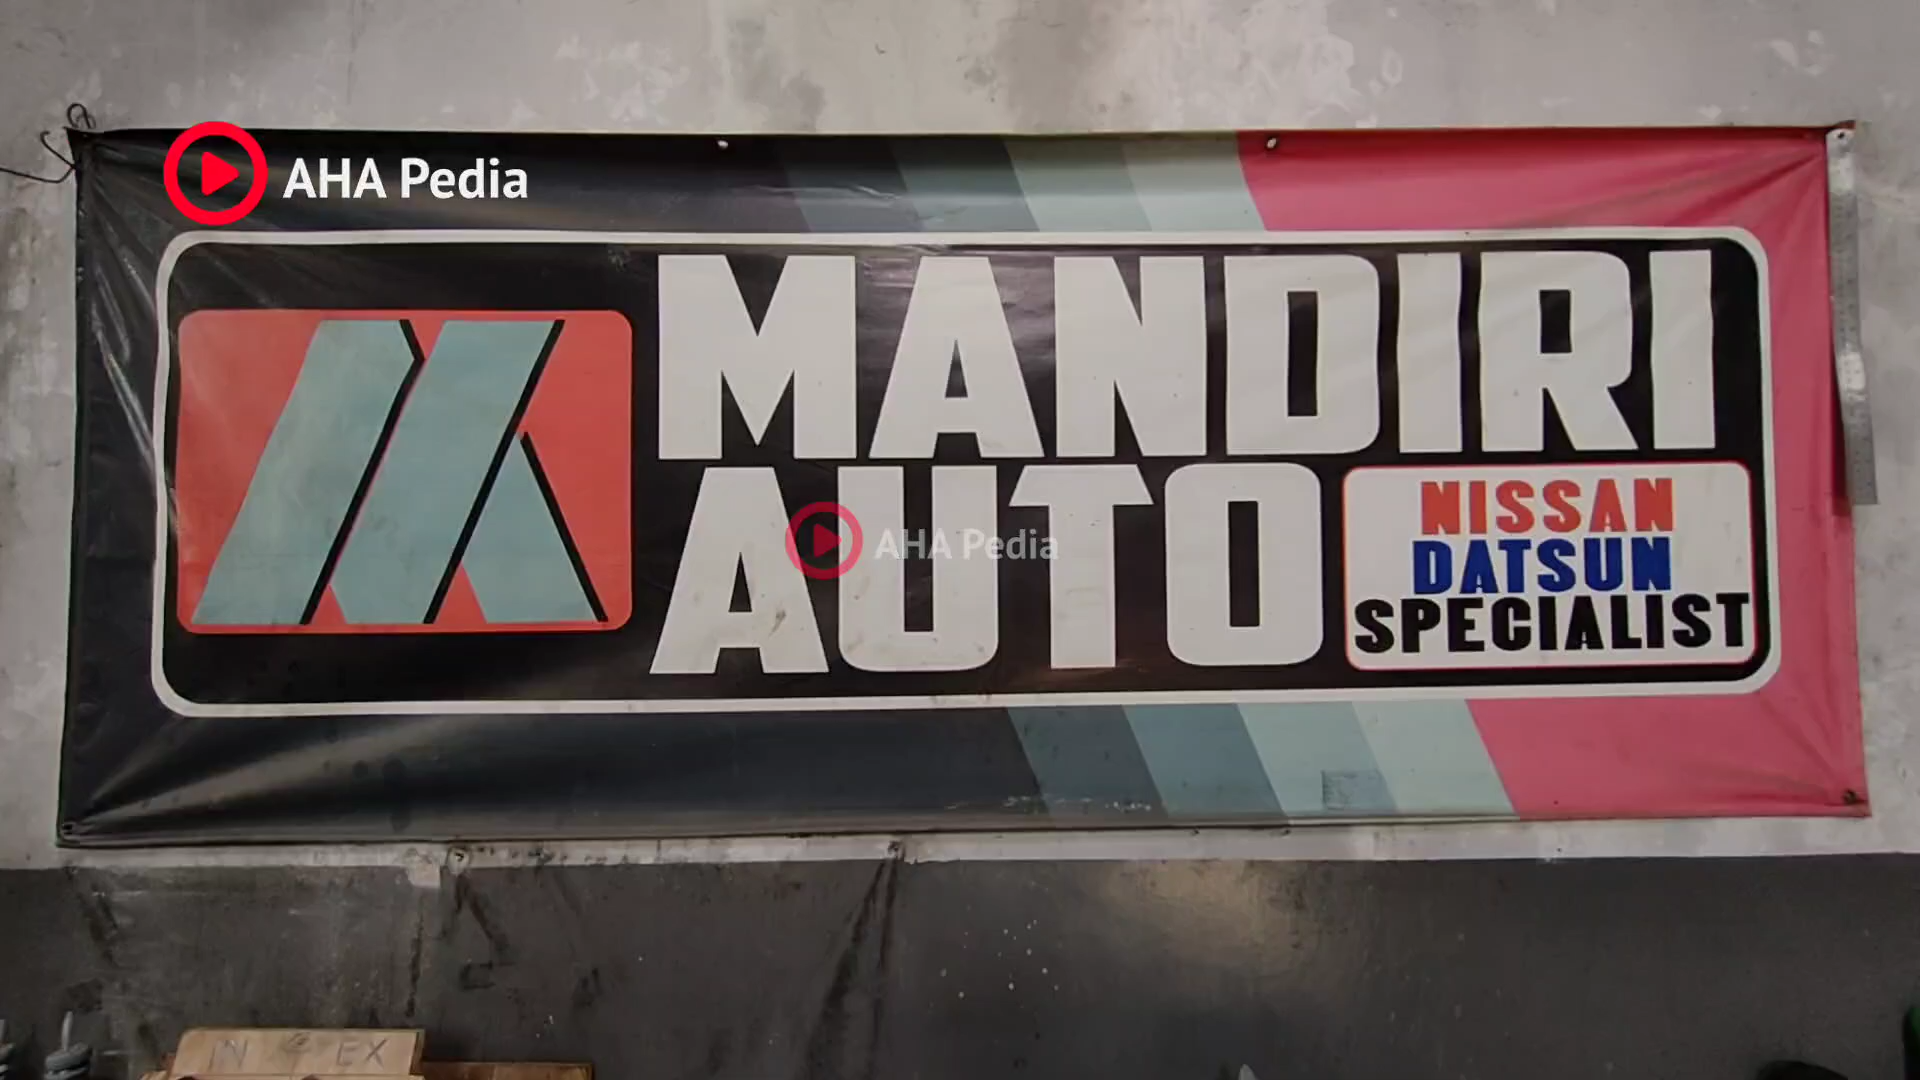 AHA Pedia
MANDIRI
AUTO
AHA Pedia
NISSAN
DATSUN
SPECIALIST
IN EX